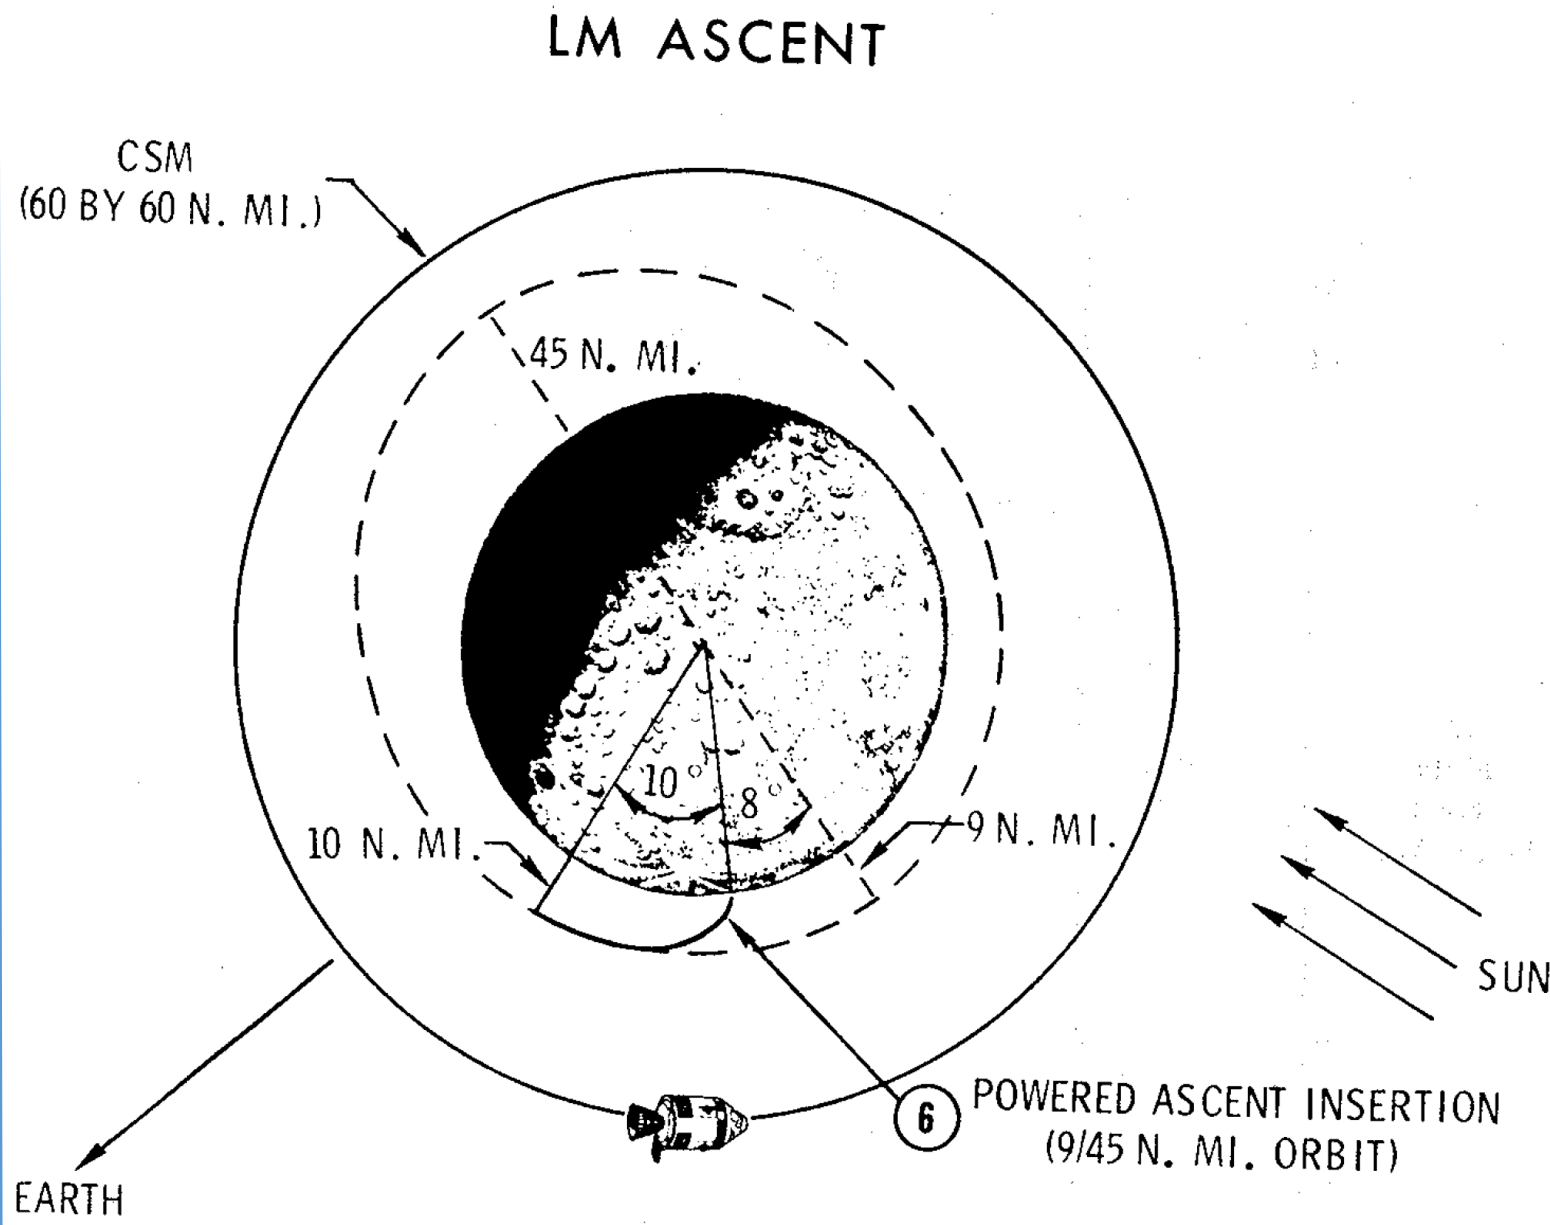 LM ASCENT
CSM
(60 BY 60 N. MI.)
45 N. MI.
10°
8°
10 N. MI.
9 N. MI.
SUN
6
POWERED ASCENT INSERTION
(9/45 N. MI. ORBIT)
EARTH